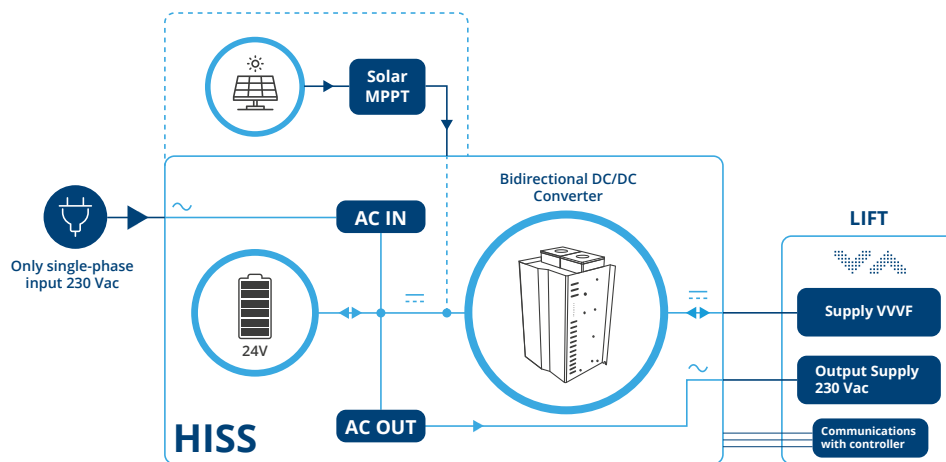 Solar
MPPT
Bidirectional DC/DC
Converter
AC IN
Only single-phase
input 230 Vac
24V
AC OUT
HISS
LIFT
Supply VVVF
Output Supply
230 Vac
Communications
with controller